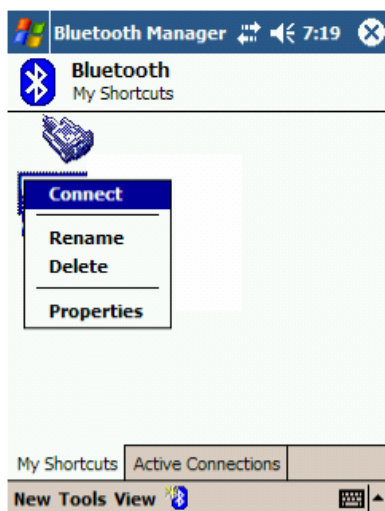 Bluetooth Manager 7:19
Bluetooth
My Shortcuts
Connect
Rename
Delete
Properties
My Shortcuts Active Connections
New Tools View